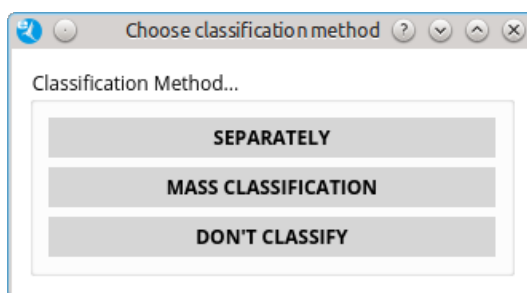 Choose classification method
Classification Method...
SEPARATELY
MASS CLASSIFICATION
DON'T CLASSIFY